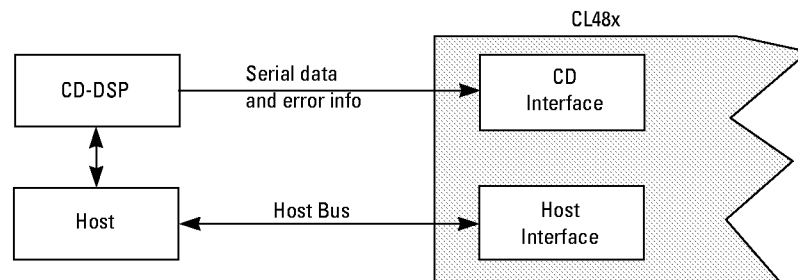 CL48x
CD-DSP
Serial data
and error info
CD
Interface
Host
Host Bus
Host
Interface